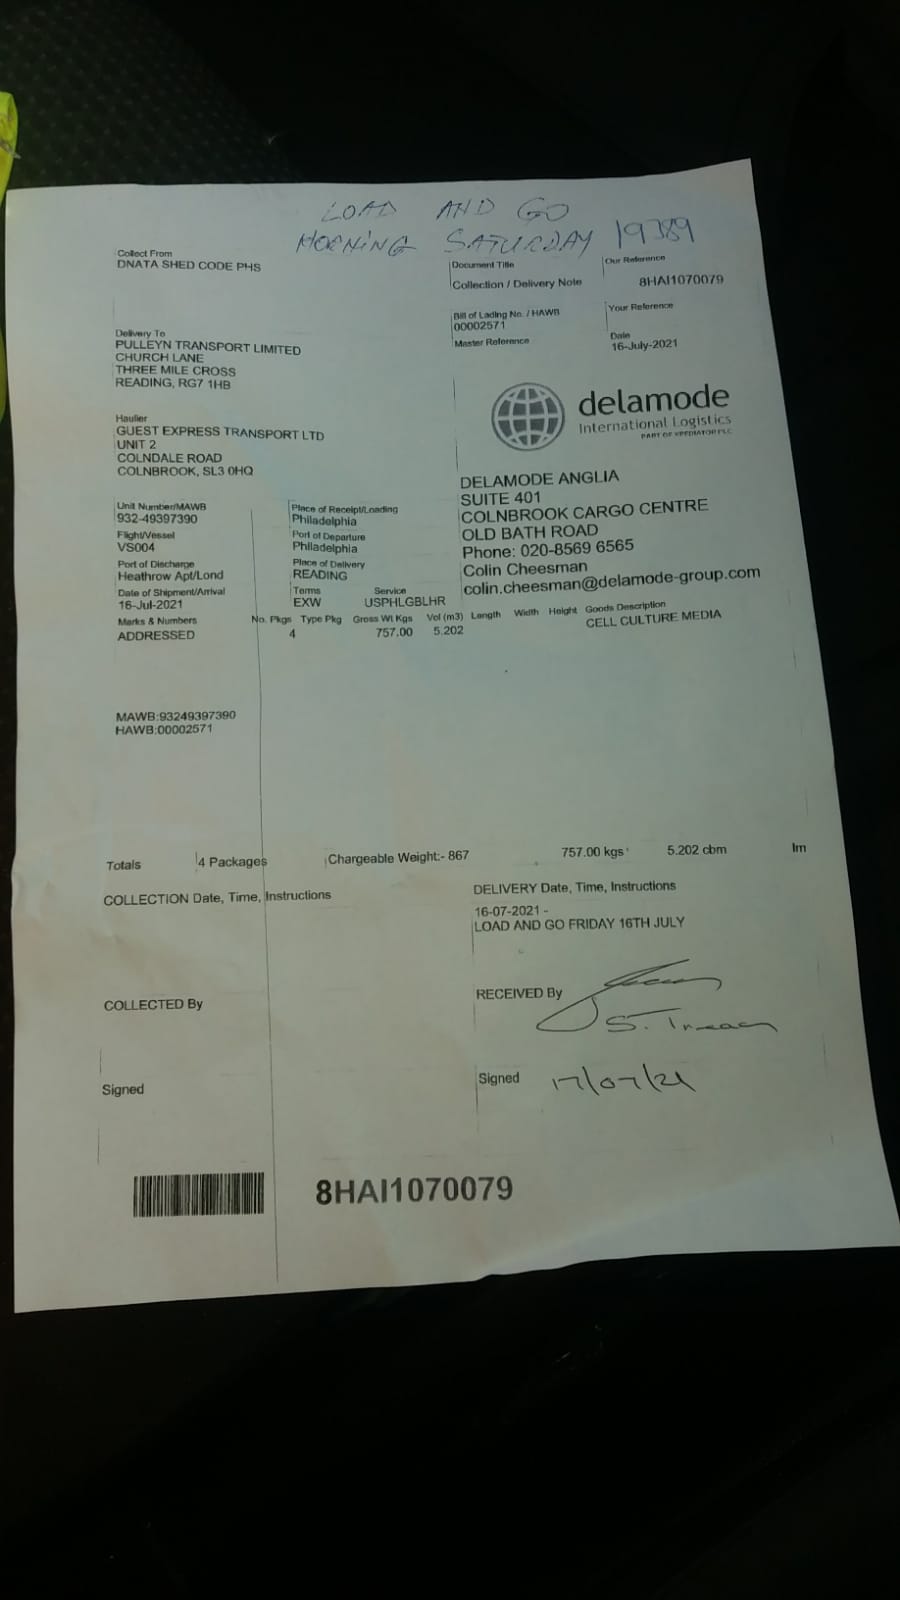 LOAD AND GO
MORNING SATURDAY 19389
Collect From
DNATA SHED CODE PHS
Document Title
Collection / Delivery Note
Our Reference
8HAI1070079
Bill of Lading No. / HAWB
00002571
Master Reference
Your Reference
Date
16-July-2021
Delivery To
PULLEYN TRANSPORT LIMITED
CHURCH LANE
THREE MILE CROSS
READING, RG7 1HB
delamode
International Logistics
PART OF XPEDIATOR PLC
Haulier
GUEST EXPRESS TRANSPORT LTD
UNIT 2
COLNDALE ROAD
COLNBROOK, SL3 0HQ
DELAMODE ANGLIA
SUITE 401
COLNBROOK CARGO CENTRE
OLD BATH ROAD
Phone: 020-8569 6565
Colin Cheesman
colin.cheesman@delamode-group.com
Unit Number/MAWB
932-49397390
Place of Receipt/Loading
Philadelphia
Flight/Vessel
VS004
Port of Departure
Philadelphia
Port of Discharge
Heathrow Apt/Lond
Place of Delivery
READING
Date of Shipment/Arrival
16-Jul-2021
Terms
EXW
Service
USPHLGBLHR
Marks & Numbers No. Pkgs Type Pkg Gross Wt Kgs Vol (m3) Length Width Height Goods Description
ADDRESSED 4 757.00 5.202 CELL CULTURE MEDIA
MAWB:93249397390
HAWB:00002571
Totals 4 Packages Chargeable Weight:- 867 757.00 kgs 5.202 cbm lm
COLLECTION Date, Time, Instructions
DELIVERY Date, Time, Instructions
16-07-2021 -
LOAD AND GO FRIDAY 16TH JULY
COLLECTED By
RECEIVED By
S.
Signed
Signed 17/07/21
8HAI1070079